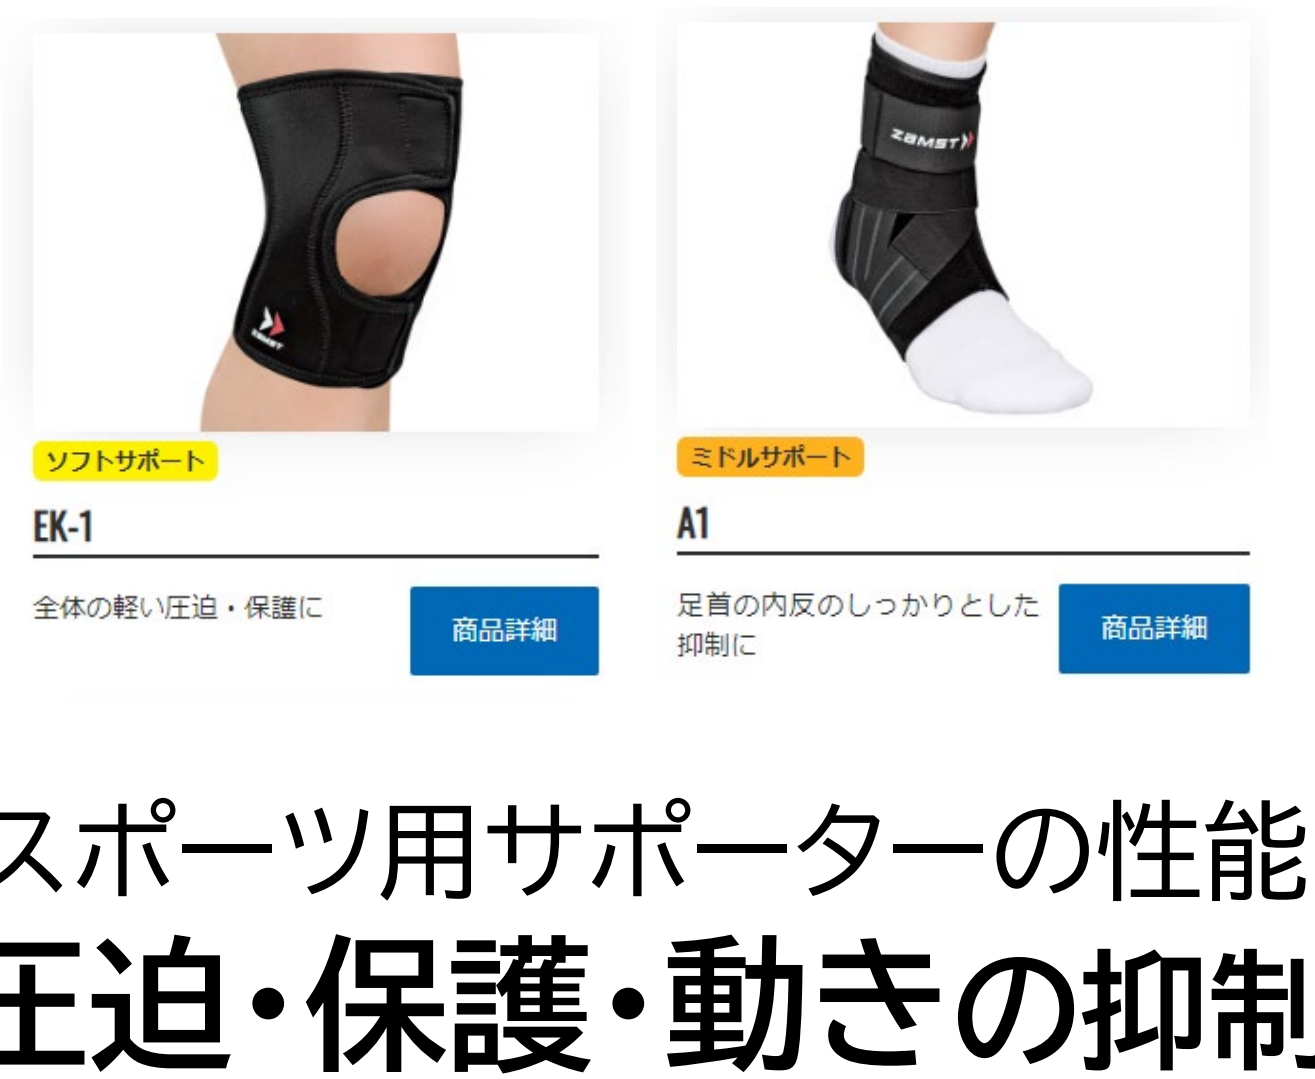 ZAMST
ZAMST
ソフトサポート
EK-1
全体の軽い圧迫・保護に
商品詳細
ミドルサポート
A1
足首の内反のしっかりとした
抑制に
商品詳細
スポーツ用サポーターの性能
圧迫・保護・動きの抑制